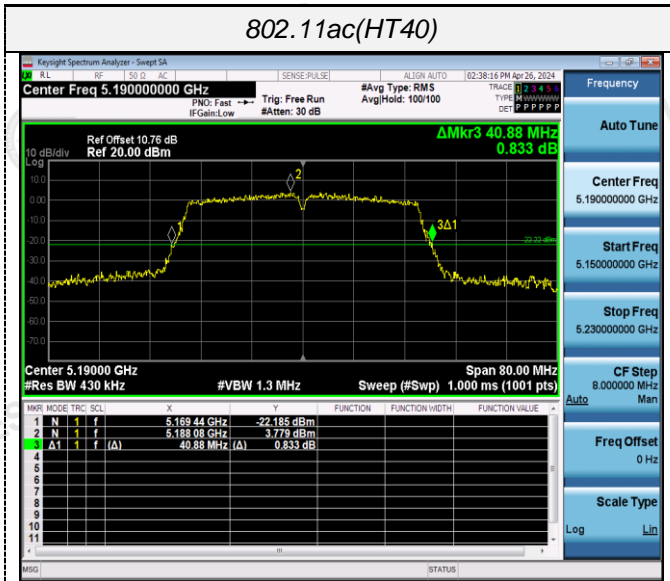 802.11ac(HT40)
Keysight Spectrum Analyzer - Swept SA
RL RF 50 Ω AC SENSE:PULSE ALIGN AUTO 02:38:16 PM Apr 26, 2024
Center Freq 5.190000000 GHz
PNO: Fast
IFGain:Low
Trig: Free Run
#Atten: 30 dB
#Avg Type: RMS
Avg|Hold: 100/100
TRACE 1 2 3 4 5 6
TYPE M W W W W W
DET P P P P P P
Frequency
10 dB/div
Log
Ref Offset 10.76 dB
Ref 20.00 dBm
ΔMkr3 40.88 MHz
0.833 dB
10.0
0.00
-10.0
-20.0
-30.0
-40.0
-50.0
-60.0
-70.0
1
2
3Δ1
-22.22 dBm
Center 5.19000 GHz
Span 80.00 MHz
#Res BW 430 kHz
#VBW 1.3 MHz
Sweep (#Swp) 1.000 ms (1001 pts)
MKR MODE TRC SCL X Y FUNCTION FUNCTION WIDTH FUNCTION VALUE
1 N 1 f 5.169 44 GHz -22.185 dBm
2 N 1 f 5.188 08 GHz 3.779 dBm
3 Δ1 1 f (Δ) 40.88 MHz (Δ) 0.833 dB
4
5
6
7
8
9
10
11
MSG
STATUS
Auto Tune
Center Freq
5.190000000 GHz
Start Freq
5.150000000 GHz
Stop Freq
5.230000000 GHz
CF Step
8.000000 MHz
Auto Man
Freq Offset
0 Hz
Scale Type
Log Lin